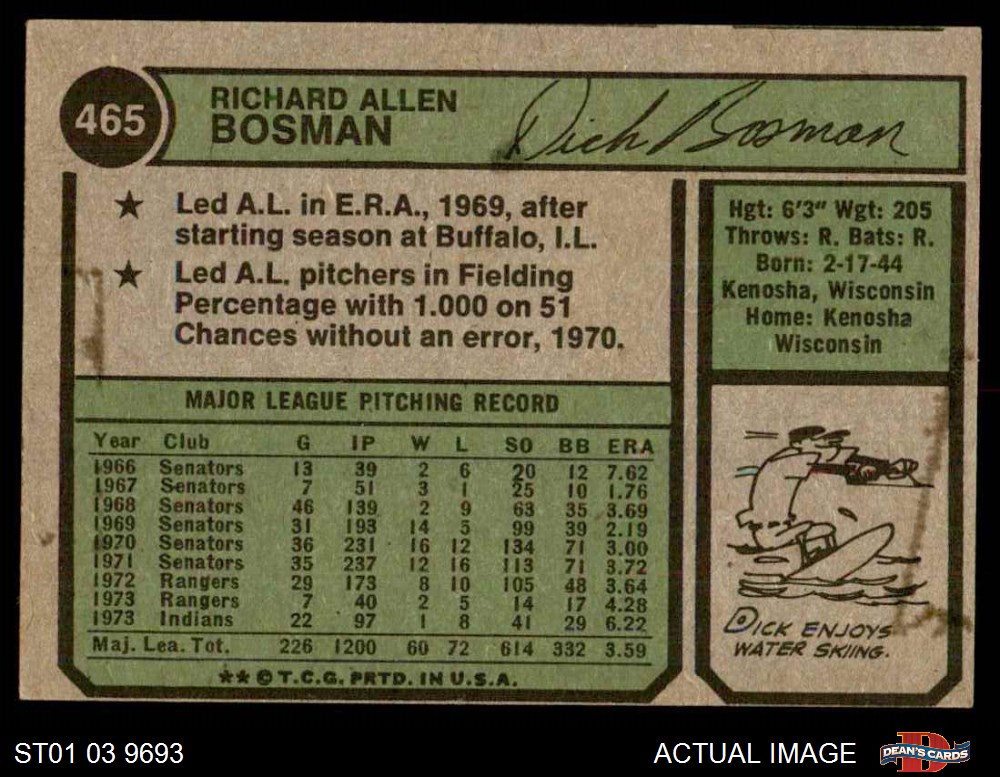 465
RICHARD ALLEN
BOSMAN
Dick Bosman
★ Led A.L. in E.R.A., 1969, after
starting season at Buffalo, I.L.
★ Led A.L. pitchers in Fielding
Percentage with 1.000 on 51
Chances without an error, 1970.
Hgt: 6'3" Wgt: 205
Throws: R. Bats: R.
Born: 2-17-44
Kenosha, Wisconsin
Home: Kenosha
Wisconsin
MAJOR LEAGUE PITCHING RECORD
Year Club G IP W L SO BB ERA
1966 Senators 13 39 2 6 20 12 7.62
1967 Senators 7 51 3 1 25 10 1.76
1968 Senators 46 139 2 9 63 35 3.69
1969 Senators 31 193 14 5 99 39 2.19
1970 Senators 36 231 16 12 134 71 3.00
1971 Senators 35 237 12 16 113 71 3.72
1972 Rangers 29 173 8 10 105 48 3.64
1973 Rangers 7 40 2 5 14 17 4.28
1973 Indians 22 97 1 8 41 29 6.22
Maj. Lea. Tot. 226 1200 60 72 614 332 3.59
★★ © T.C.G. PRTD. IN U.S.A.
DICK ENJOYS
WATER SKIING.
ST01 03 9693
ACTUAL IMAGE
D
DEAN'S CARDS